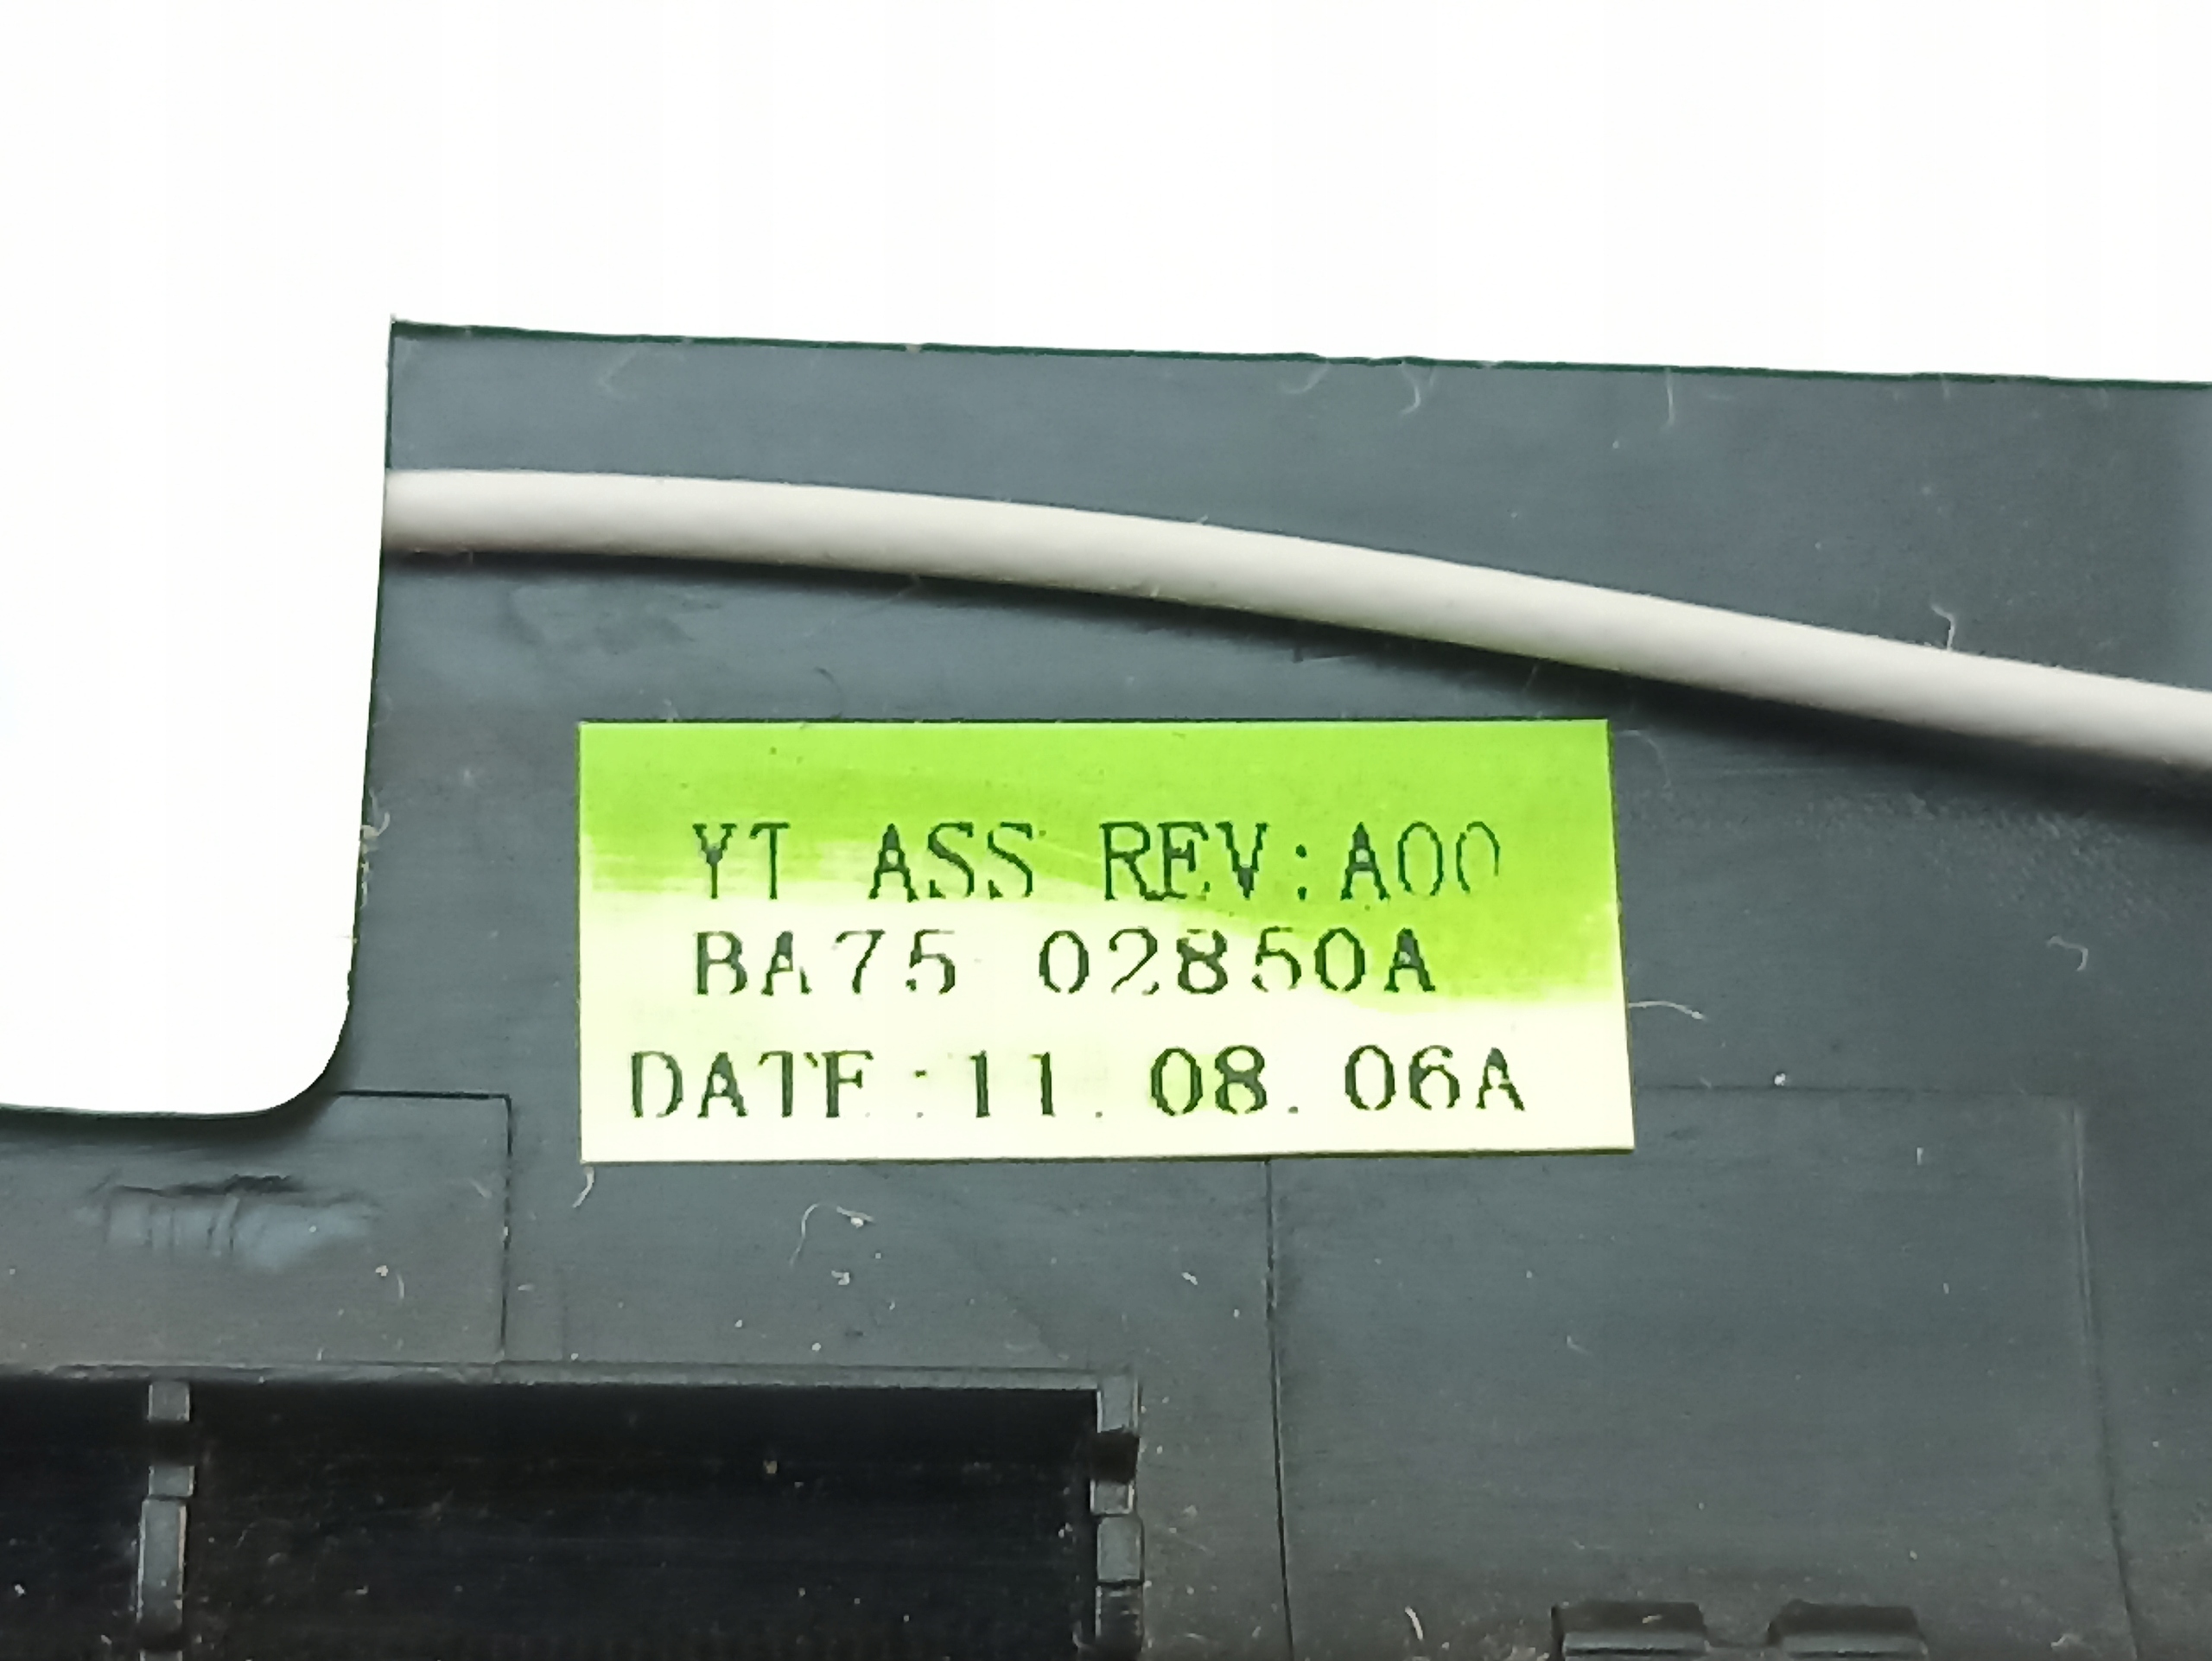 YT ASS REV:A00
BA75 02850A
DATE:11.08.06A